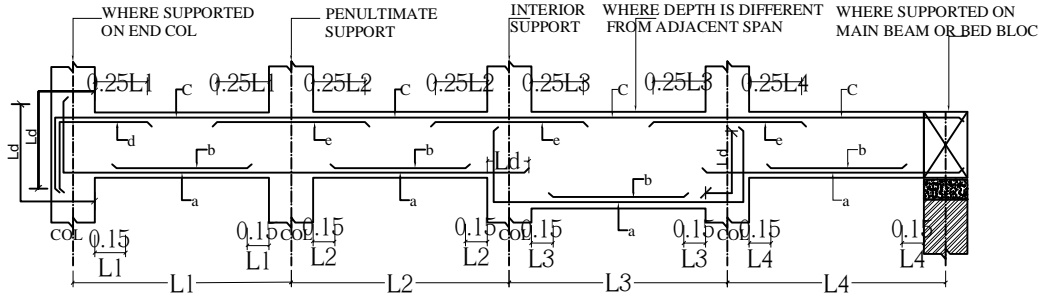 WHERE SUPPORTED
ON END COL
PENULTIMATE
SUPPORT
INTERIOR
SUPPORT
WHERE DEPTH IS DIFFERENT
FROM ADJACENT SPAN
WHERE SUPPORTED ON
MAIN BEAM OR BED BLOC
0.25L1
0.25L1
0.25L2
0.25L2
0.25L3
0.25L3
0.25L4
C
C
C
C
Ld
Ld
d
e
e
e
b
b
Ld
Ld
b
b
a
a
a
a
COL
COL
COL
COL
0.15
L1
0.15
L1
0.15
L2
0.15
L2
0.15
L3
0.15
L3
0.15
L4
0.15
L4
L1
L2
L3
L4